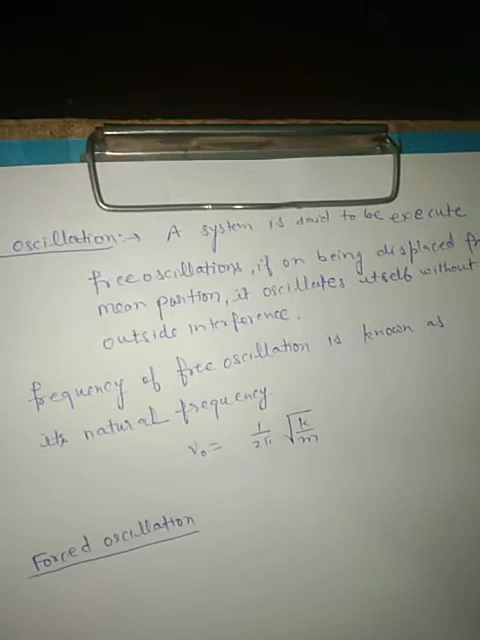 oscillation:→ A system is said to be execute
free oscillations, if on being displaced
mean partion, it oscillates itself without
outside interference.
frequency of free oscillation is known as
its natural frequency.
ν₀ = 1/2π √k/m
Forced oscillation